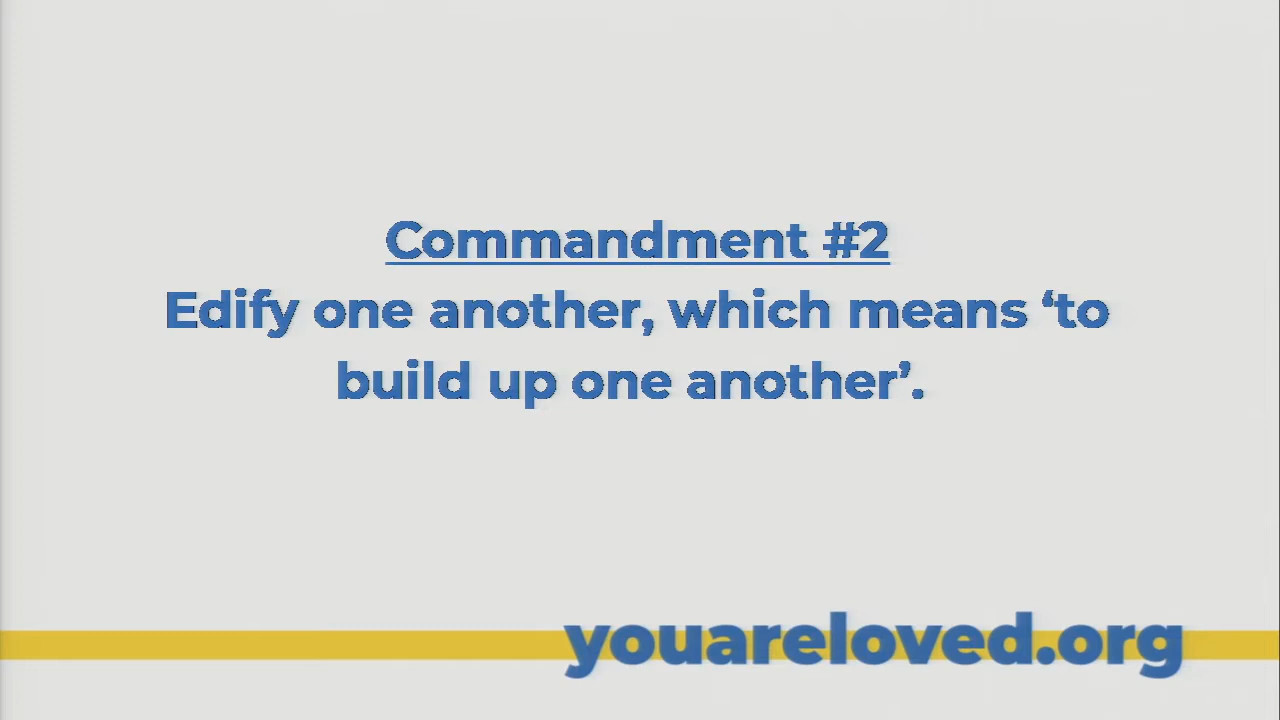 Commandment #2
Edify one another, which means ‘to
build up one another’.
youareloved.org